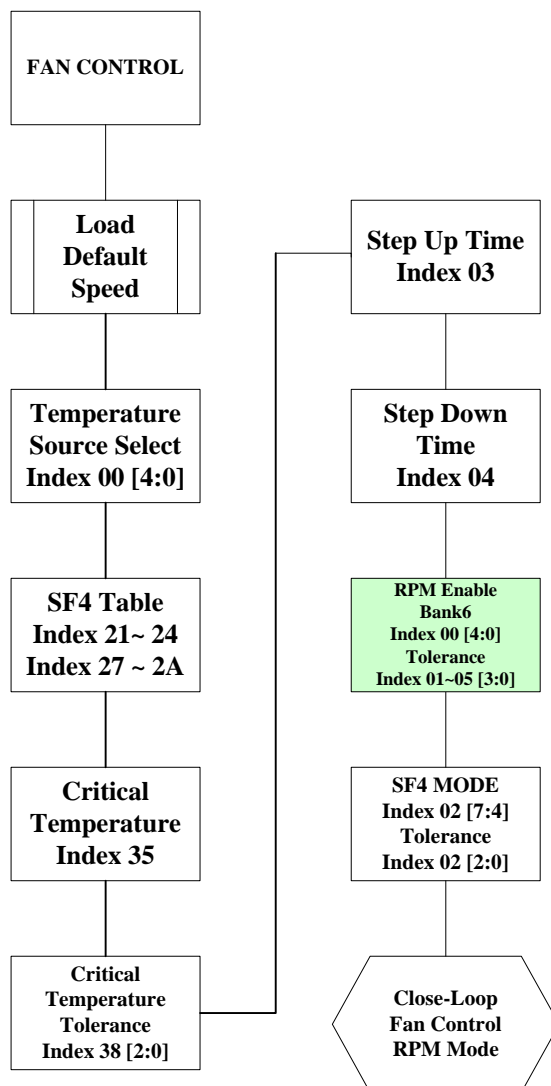 FAN CONTROL
Load
Default
Speed
Temperature
Source Select
Index 00 [4:0]
SF4 Table
Index 21~ 24
Index 27 ~ 2A
Critical
Temperature
Index 35
Critical
Temperature
Tolerance
Index 38 [2:0]
Step Up Time
Index 03
Step Down
Time
Index 04
RPM Enable
Bank6
Index 00 [4:0]
Tolerance
Index 01~05 [3:0]
SF4 MODE
Index 02 [7:4]
Tolerance
Index 02 [2:0]
Close-Loop
Fan Control
RPM Mode